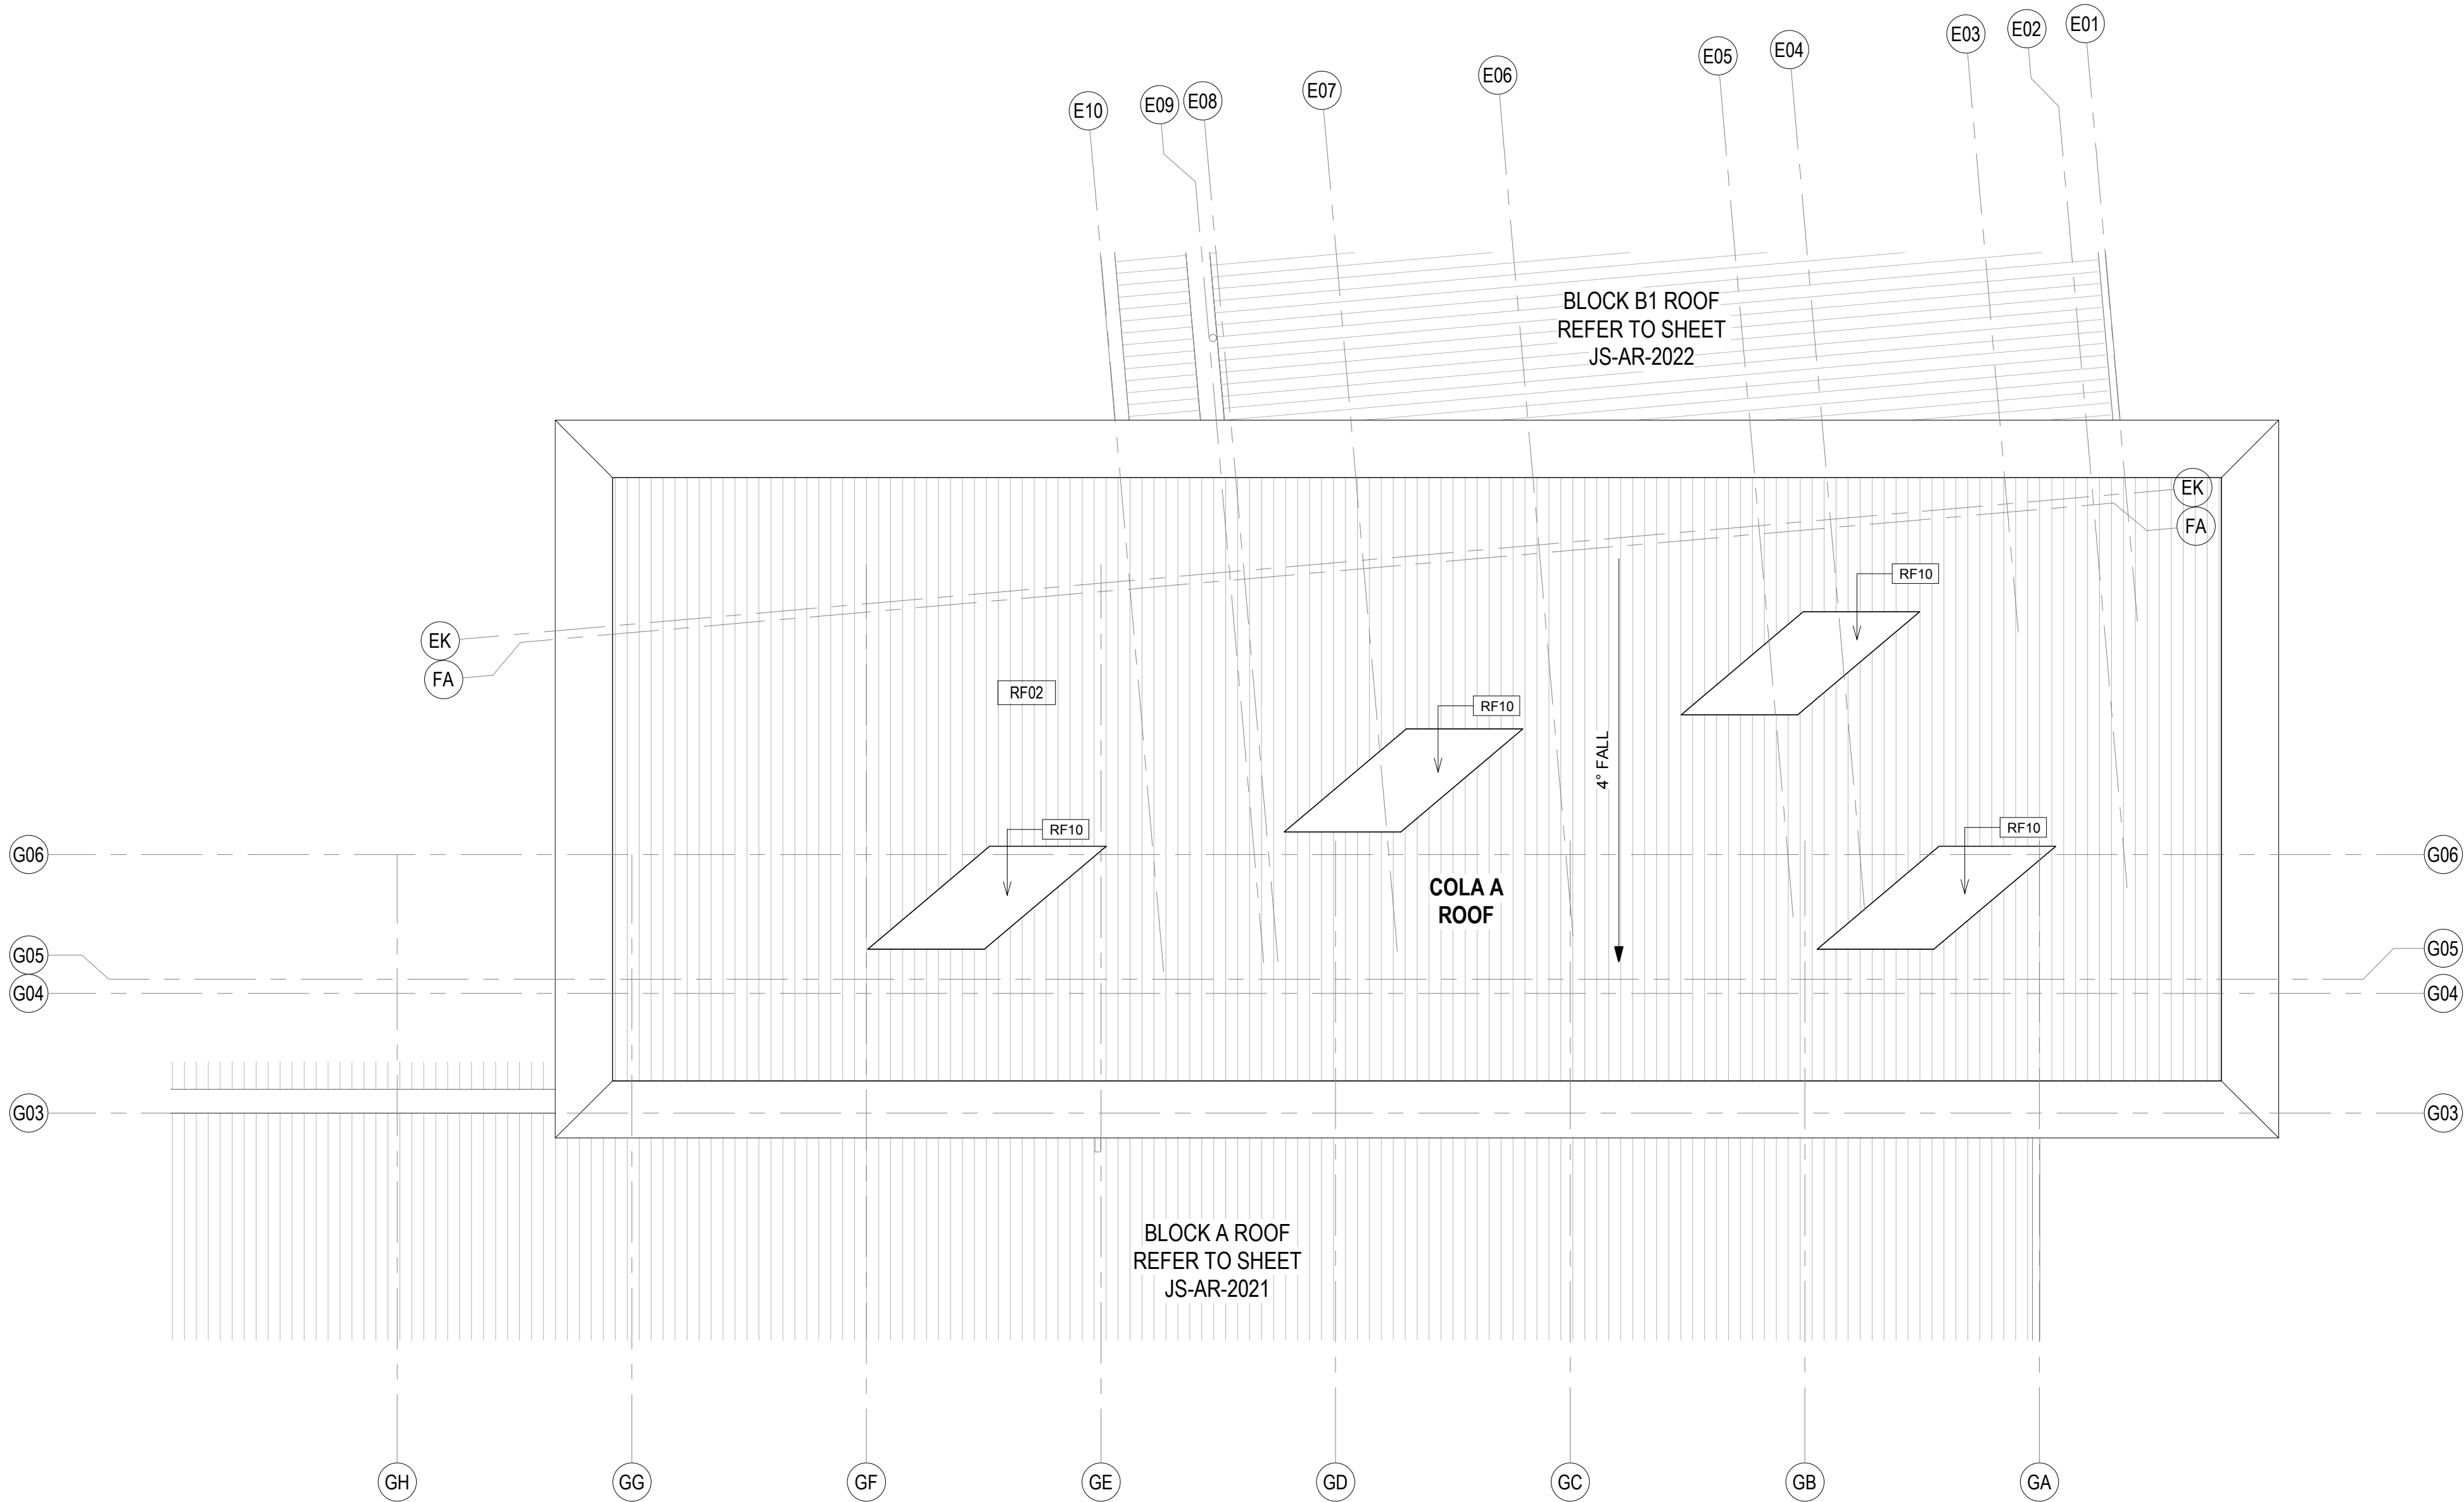 E10
E09
E08
E07
E06
E05
E04
E03
E02
E01
BLOCK B1 ROOF
REFER TO SHEET
JS-AR-2022
EK
FA
EK
FA
RF10
RF02
RF10
4° FALL
RF10
RF10
COLA A
ROOF
G06
G06
G05
G05
G04
G04
G03
G03
BLOCK A ROOF
REFER TO SHEET
JS-AR-2021
GH
GG
GF
GE
GD
GC
GB
GA